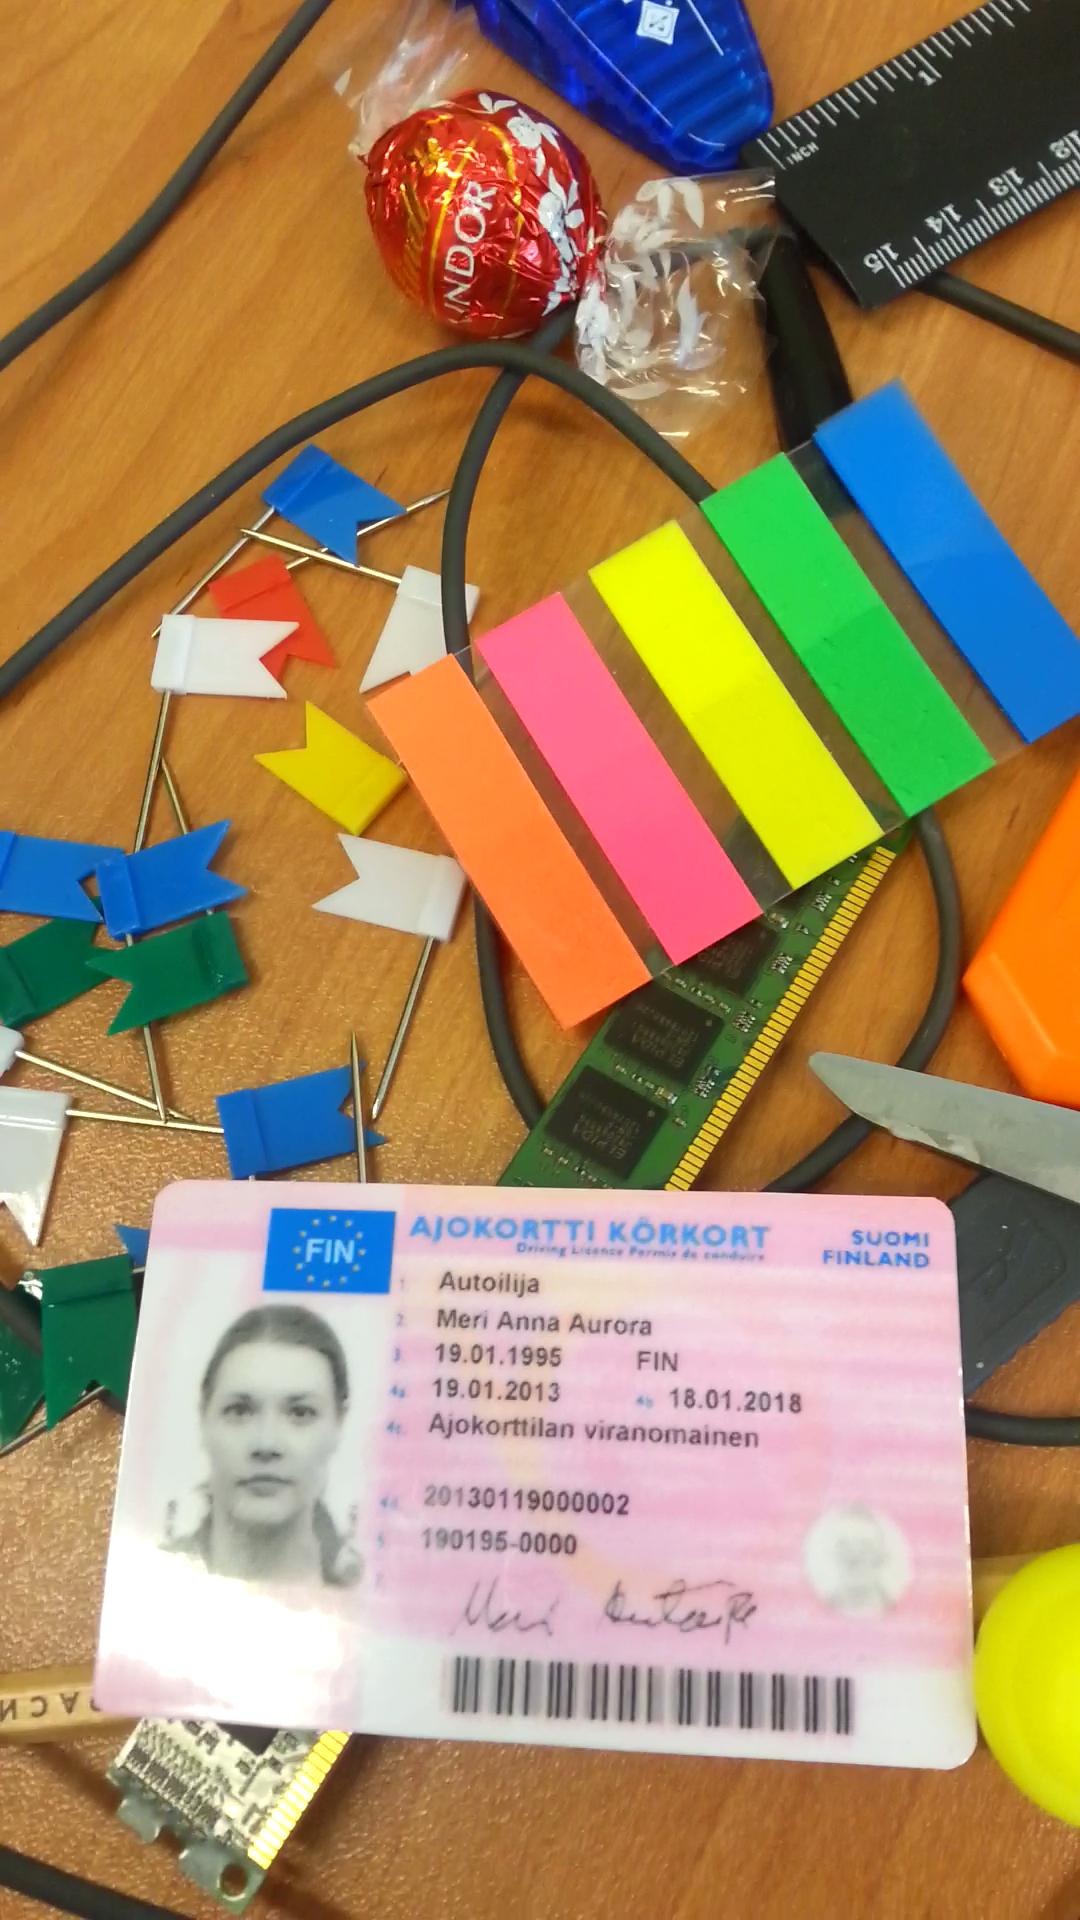 LINDOR
INCH
1
12
13
14
15
FIN
AJOKORTTI KÖRKORT
Driving Licence Permis de conduire
SUOMI
FINLAND
1. Autoilija
2. Meri Anna Aurora
3. 19.01.1995 FIN
4a. 19.01.2013 4b. 18.01.2018
4c. Ajokorttilan viranomainen
4d. 20130119000002
5. 190195-0000
7.
Meri Autoilija